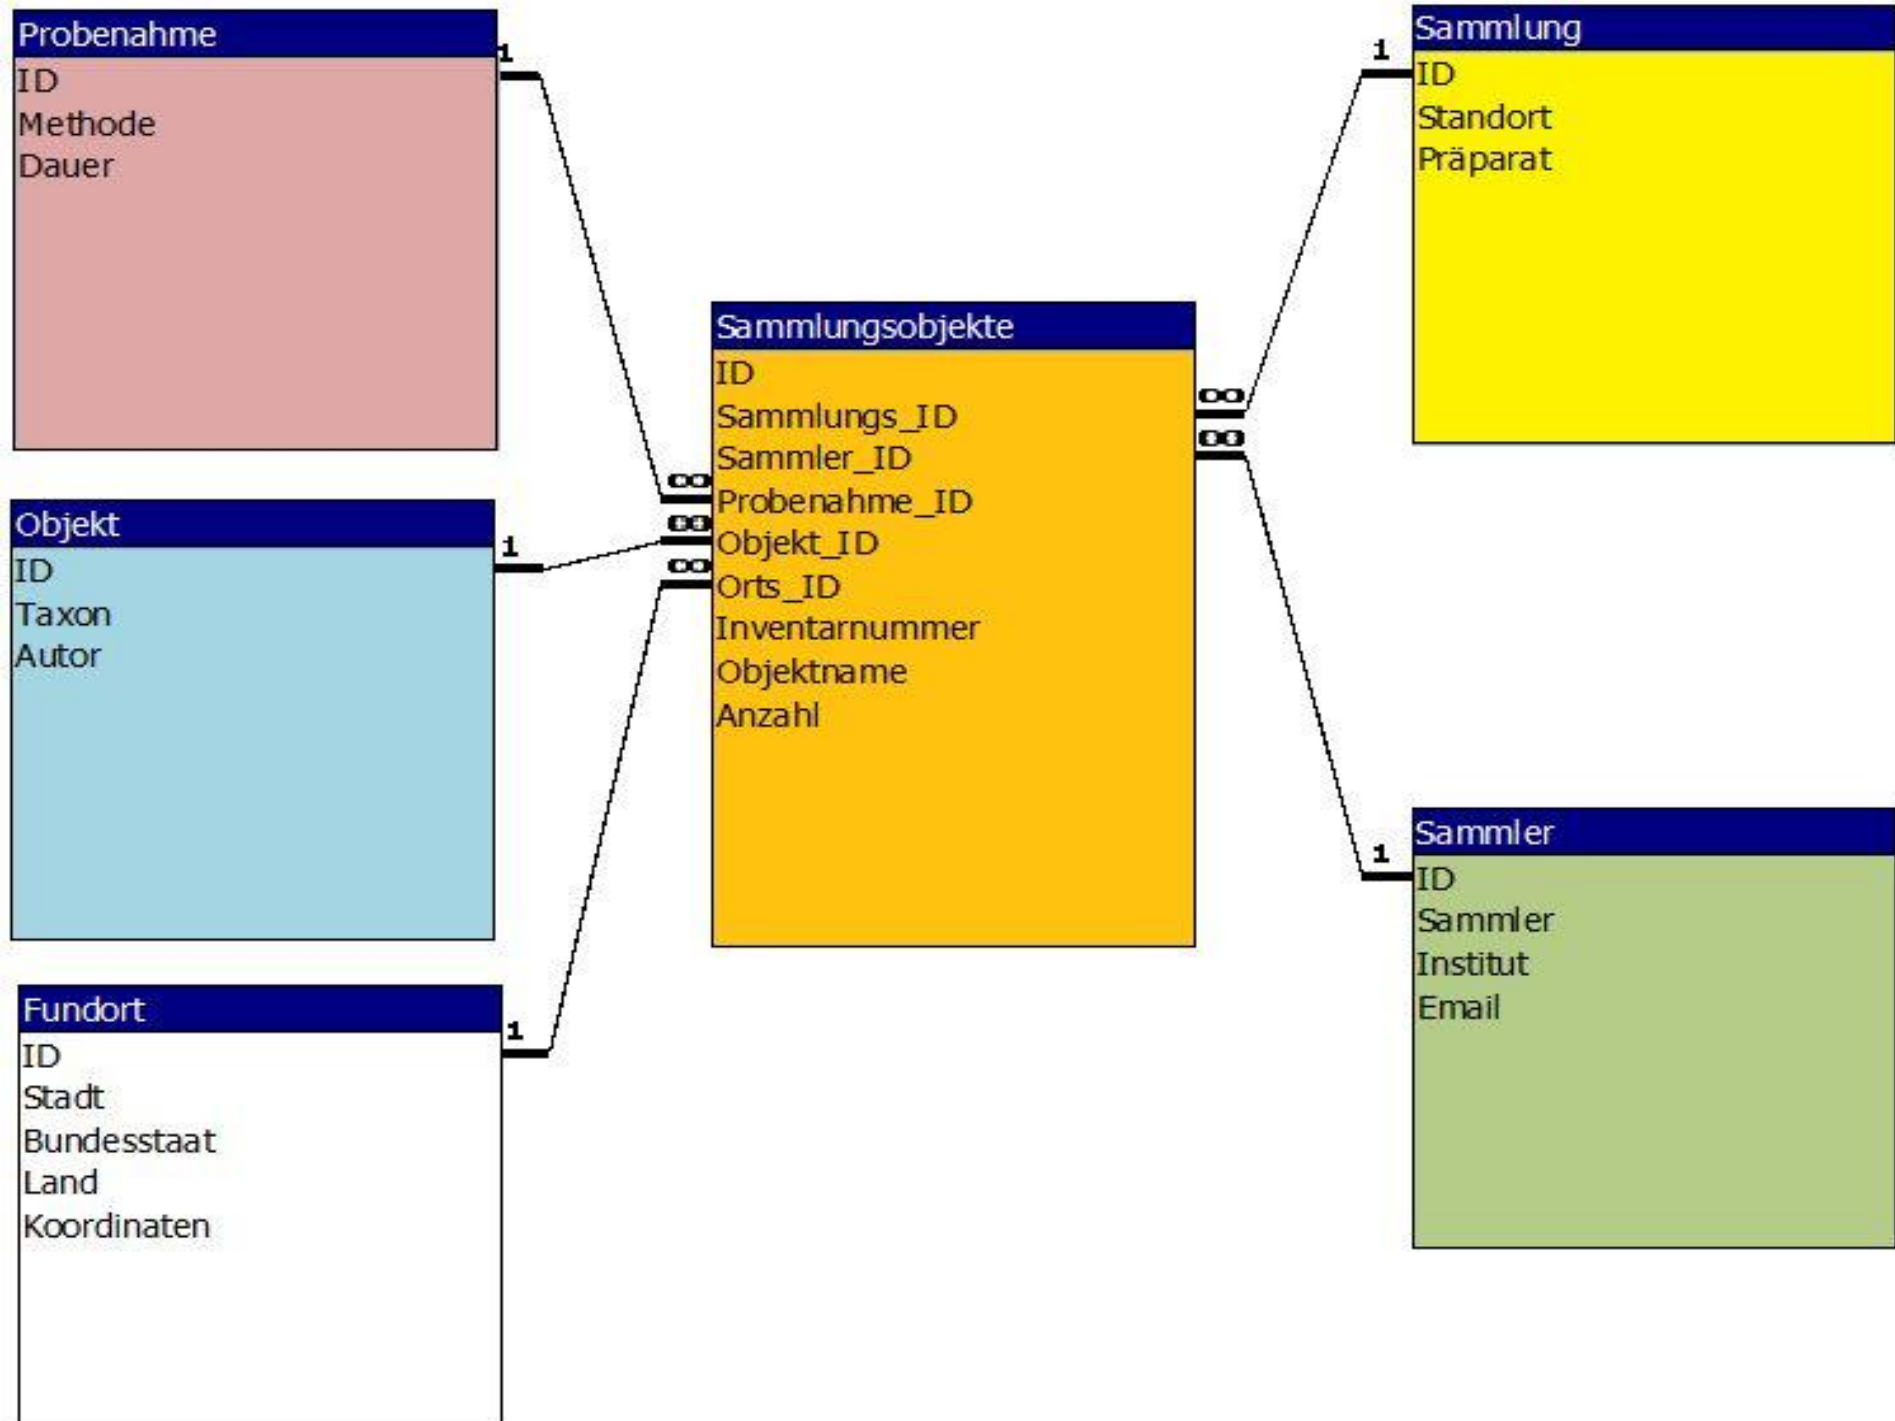 Probenahme
ID
Methode
Dauer
1
Objekt
ID
Taxon
Autor
1
Fundort
ID
Stadt
Bundesstaat
Land
Koordinaten
1
Sammlungsobjekte
ID
Sammlungs_ID
Sammler_ID
Probenahme_ID
Objekt_ID
Orts_ID
Inventarnummer
Objektname
Anzahl
∞
∞
∞
∞
∞
Sammlung
ID
Standort
Präparat
1
Sammler
ID
Sammler
Institut
Email
1